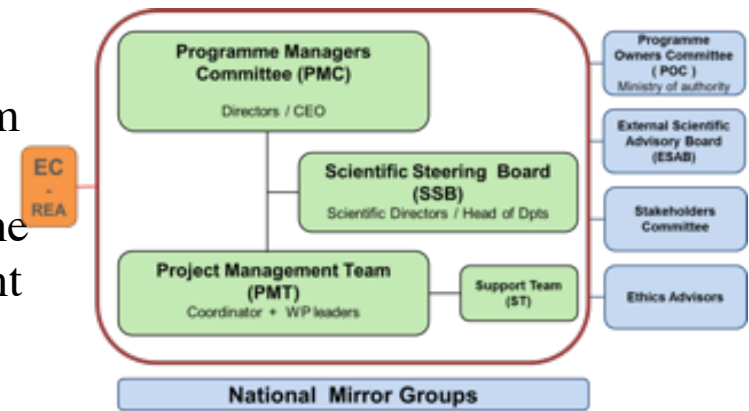 m
ne
nt
EC
-
REA
Programme Managers
Committee (PMC)
Directors / CEO
Scientific Steering Board
(SSB)
Scientific Directors / Head of Dpts
Project Management Team
(PMT)
Coordinator + WP leaders
Support Team
(ST)
Programme
Owners Committee
( POC )
Ministry of authority
External Scientific
Advisory Board
(ESAB)
Stakeholders
Committee
Ethics Advisors
National Mirror Groups